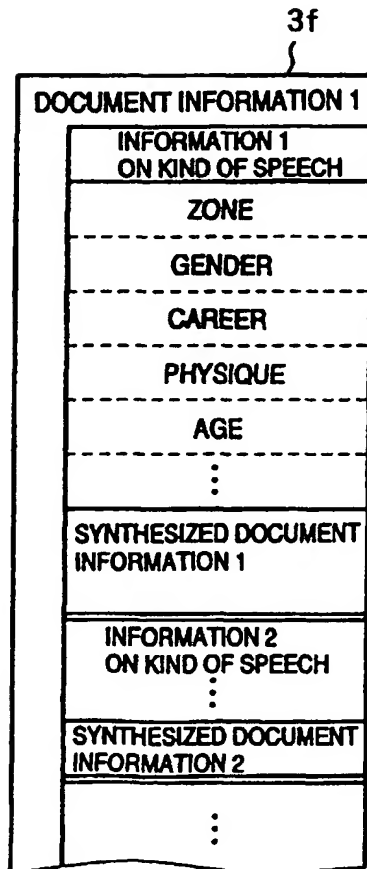 3f
DOCUMENT INFORMATION 1
INFORMATION 1
ON KIND OF SPEECH
ZONE
GENDER
CAREER
PHYSIQUE
AGE
⋮
SYNTHESIZED DOCUMENT
INFORMATION 1
INFORMATION 2
ON KIND OF SPEECH
⋮
SYNTHESIZED DOCUMENT
INFORMATION 2
⋮